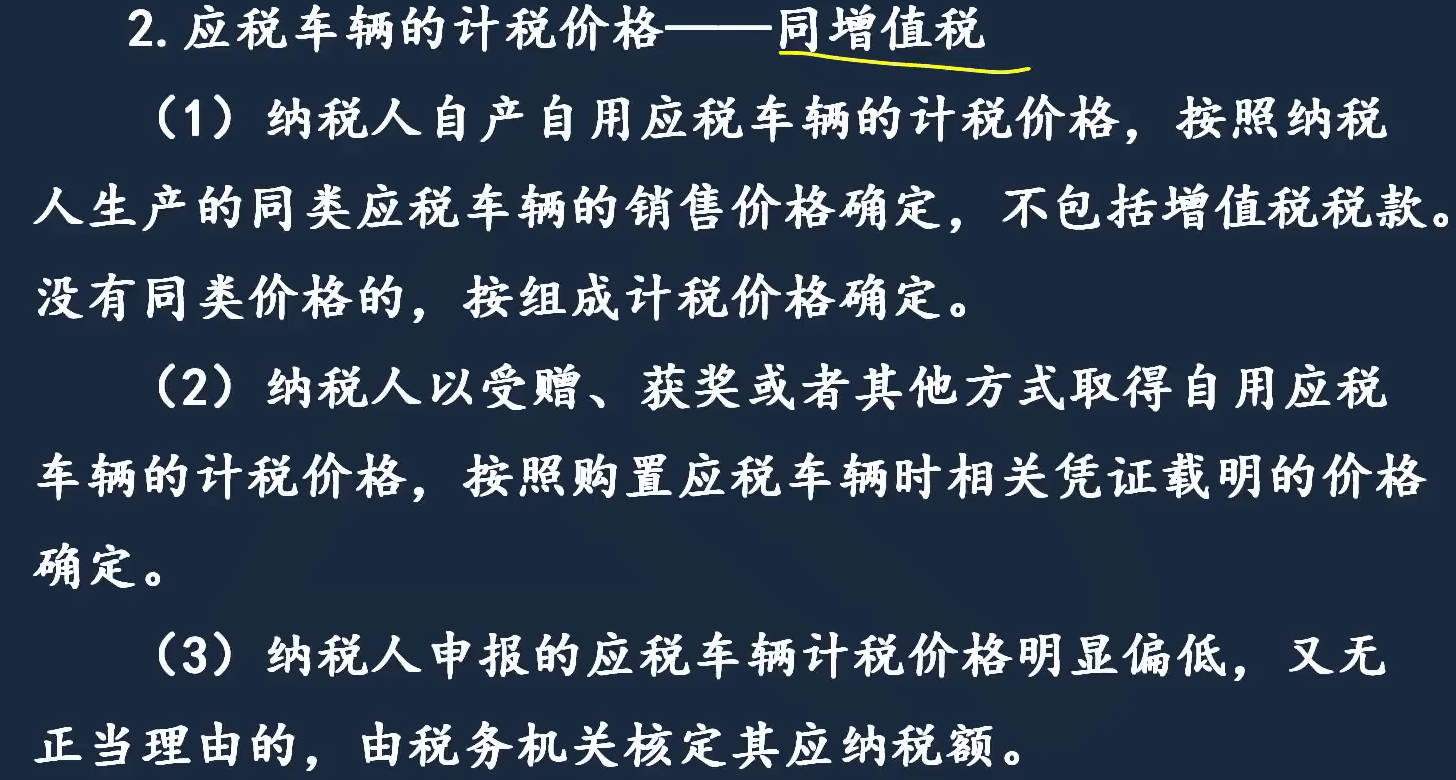 2. 应税车辆的计税价格——同增值税
（1）纳税人自产自用应税车辆的计税价格，按照纳税
人生产的同类应税车辆的销售价格确定，不包括增值税税款。
没有同类价格的，按组成计税价格确定。
（2）纳税人以受赠、获奖或者其他方式取得自用应税
车辆的计税价格，按照购置应税车辆时相关凭证载明的价格
确定。
（3）纳税人申报的应税车辆计税价格明显偏低，又无
正当理由的，由税务机关核定其应纳税额。